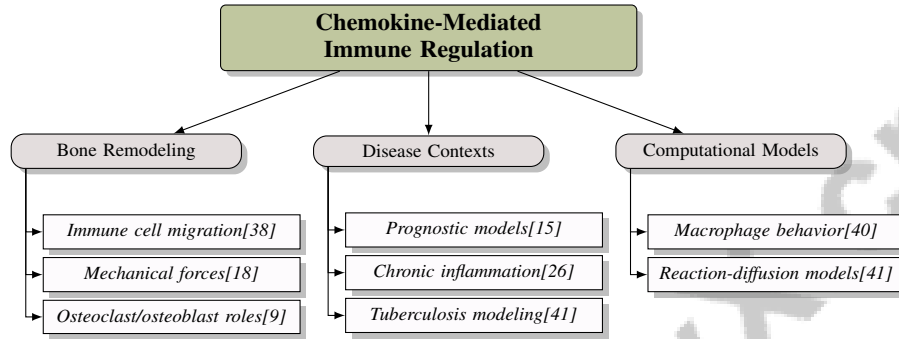 Chemokine-Mediated
Immune Regulation
Bone Remodeling
Disease Contexts
Computational Models
Immune cell migration[38]
Mechanical forces[18]
Osteoclast/osteoblast roles[9]
Prognostic models[15]
Chronic inflammation[26]
Tuberculosis modeling[41]
Macrophage behavior[40]
Reaction-diffusion models[41]